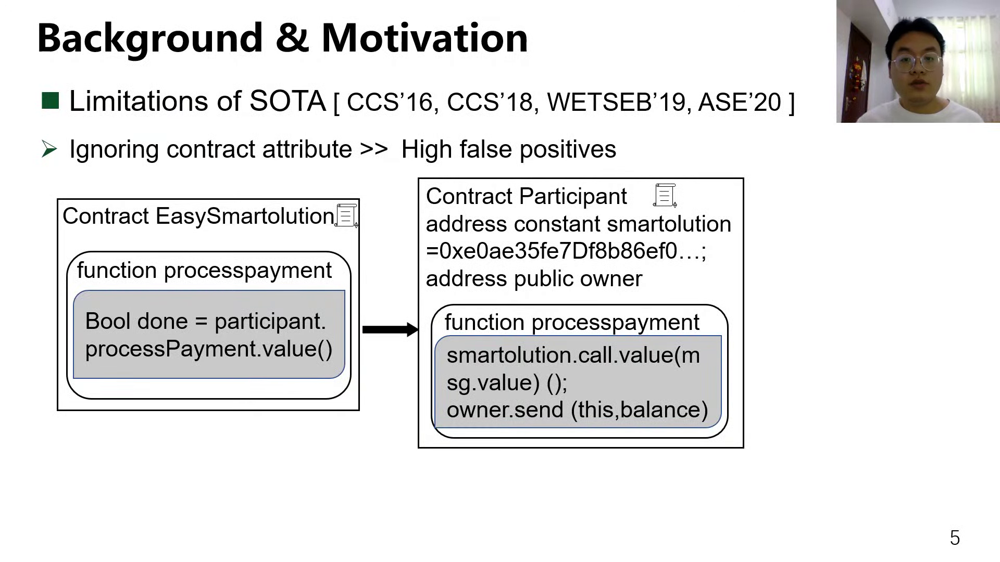 Background & Motivation
Limitations of SOTA [ CCS’16, CCS’18, WETSEB’19, ASE’20 ]
Ignoring contract attribute >> High false positives
Contract EasySmartolution
function processpayment
Bool done = participant.
processPayment.value()
Contract Participant
address constant smartolution
=0xe0ae35fe7Df8b86ef0…;
address public owner
function processpayment
smartolution.call.value(m
sg.value) ();
owner.send (this,balance)
5